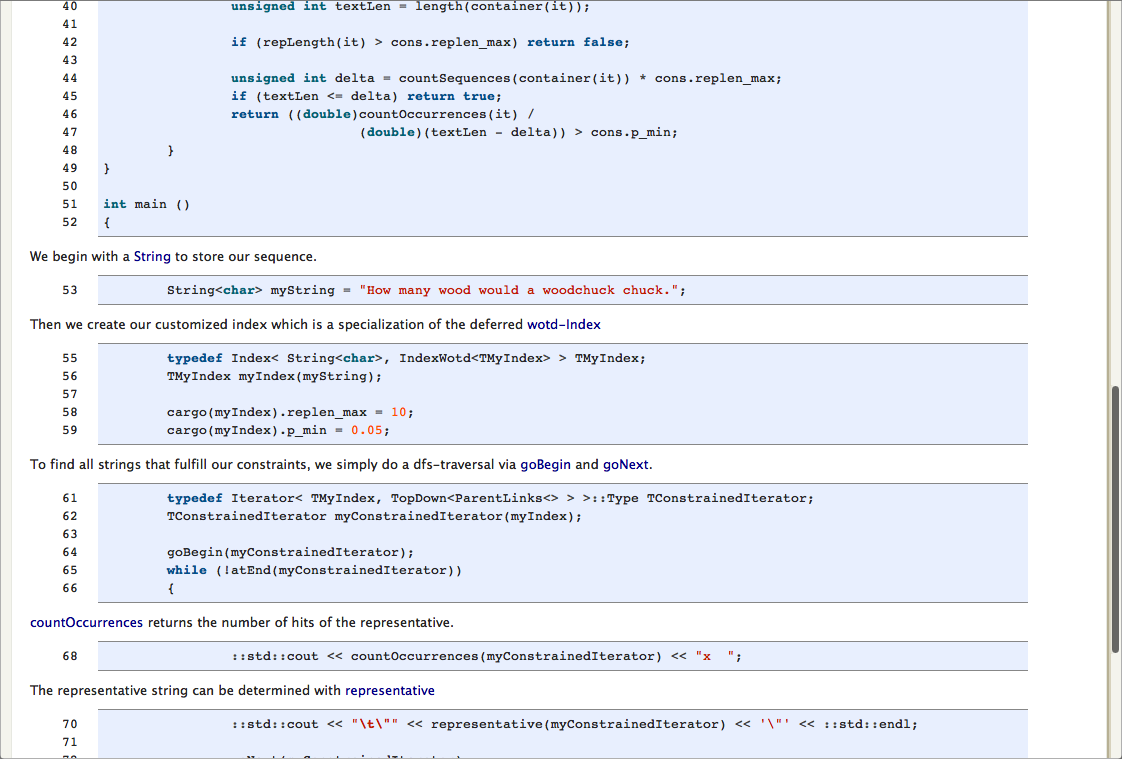 40 unsigned int textLen = length(container(it));
41
42 if (repLength(it) > cons.replen_max) return false;
43
44 unsigned int delta = countSequences(container(it)) * cons.replen_max;
45 if (textLen <= delta) return true;
46 return ((double)countOccurrences(it) /
47 (double)(textLen - delta)) > cons.p_min;
48 }
49 }
50
51 int main ()
52 {
We begin with a String to store our sequence.
53 String<char> myString = "How many wood would a woodchuck chuck.";
Then we create our customized index which is a specialization of the deferred wotd-Index
55 typedef Index< String<char>, IndexWotd<TMyIndex> > TMyIndex;
56 TMyIndex myIndex(myString);
57
58 cargo(myIndex).replen_max = 10;
59 cargo(myIndex).p_min = 0.05;
To find all strings that fulfill our constraints, we simply do a dfs-traversal via goBegin and goNext.
61 typedef Iterator< TMyIndex, TopDown<ParentLinks<> > >::Type TConstrainedIterator;
62 TConstrainedIterator myConstrainedIterator(myIndex);
63
64 goBegin(myConstrainedIterator);
65 while (!atEnd(myConstrainedIterator))
66 {
countOccurrences returns the number of hits of the representative.
68 ::std::cout << countOccurrences(myConstrainedIterator) << "x  ";
The representative string can be determined with representative
70 ::std::cout << "\t\"" << representative(myConstrainedIterator) << '\"' << ::std::endl;
71